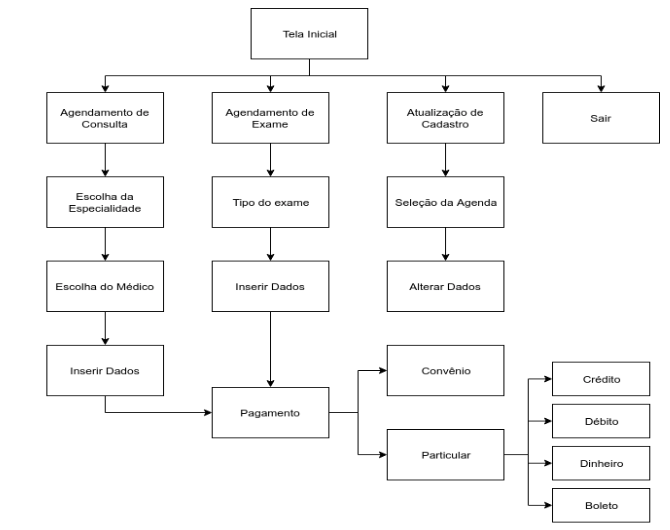 Tela Inicial
Agendamento de
Consulta
Agendamento de
Exame
Atualização de
Cadastro
Sair
Escolha da
Especialidade
Tipo do exame
Seleção da Agenda
Escolha do Médico
Inserir Dados
Alterar Dados
Inserir Dados
Convênio
Crédito
Pagamento
Débito
Particular
Dinheiro
Boleto